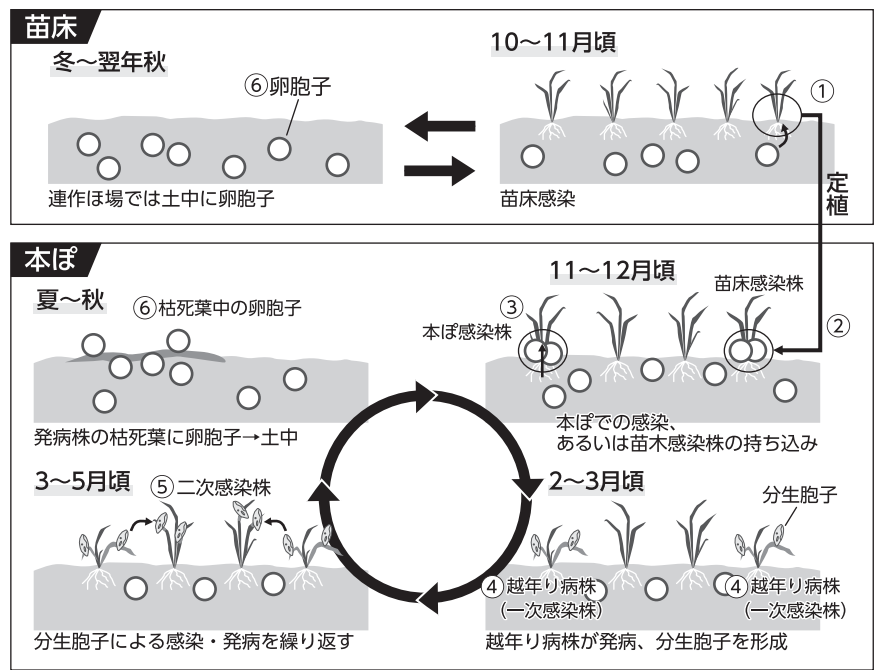 苗床
冬~翌年秋
⑥卵胞子
連作ほ場では土中に卵胞子
10~11月頃
①
苗床感染
定植
本ぽ
夏~秋
⑥枯死葉中の卵胞子
発病株の枯死葉に卵胞子→土中
11~12月頃
苗床感染株
③
本ぽ感染株
②
本ぽでの感染、
あるいは苗木感染株の持ち込み
3~5月頃
⑤二次感染株
分生胞子による感染・発病を繰り返す
2~3月頃
分生胞子
④越年り病株
(一次感染株)
④越年り病株
(一次感染株)
越年り病株が発病、分生胞子を形成